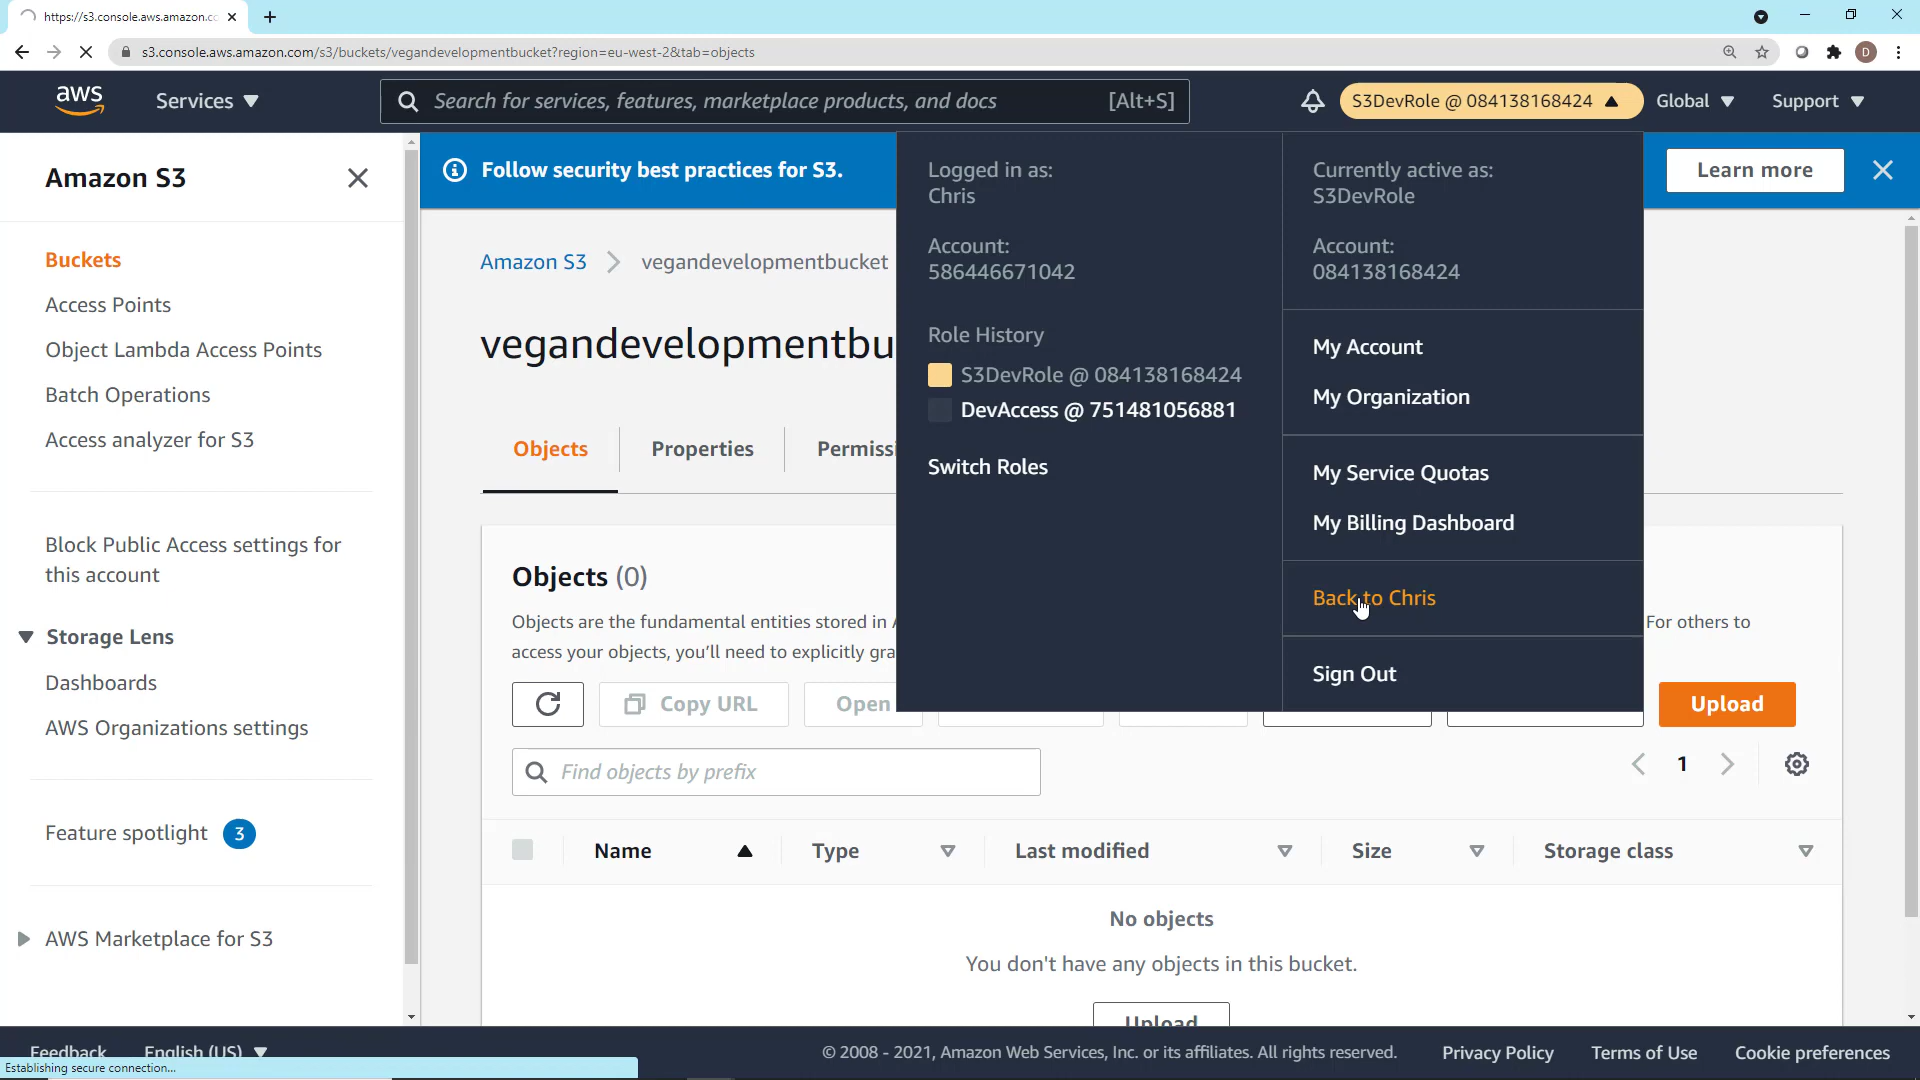 https://s3.console.aws.amazon.co
s3.console.aws.amazon.com/s3/buckets/vegandevelopmentbucket?region=eu-west-2&tab=objects
D
aws
Services
Search for services, features, marketplace products, and docs
[Alt+S]
S3DevRole @ 084138168424
Global
Support
Amazon S3
Follow security best practices for S3.
Learn more
Buckets
Access Points
Object Lambda Access Points
Batch Operations
Access analyzer for S3
Block Public Access settings for
this account
Storage Lens
Dashboards
AWS Organizations settings
Feature spotlight 3
AWS Marketplace for S3
Amazon S3
vegandevelopmentbucket
vegandevelopmentbu
Objects
Properties
Permissi
Logged in as:
Chris
Account:
586446671042
Role History
S3DevRole @ 084138168424
DevAccess @ 751481056881
Switch Roles
Currently active as:
S3DevRole
Account:
084138168424
My Account
My Organization
My Service Quotas
My Billing Dashboard
Back to Chris
Sign Out
Objects (0)
Objects are the fundamental entities stored in A
For others to
access your objects, you'll need to explicitly gra
Copy URL
Open
Upload
Find objects by prefix
1
Name
Type
Last modified
Size
Storage class
No objects
You don't have any objects in this bucket.
Upload
Feedback
English (US)
© 2008 - 2021, Amazon Web Services, Inc. or its affiliates. All rights reserved.
Privacy Policy
Terms of Use
Cookie preferences
Establishing secure connection...